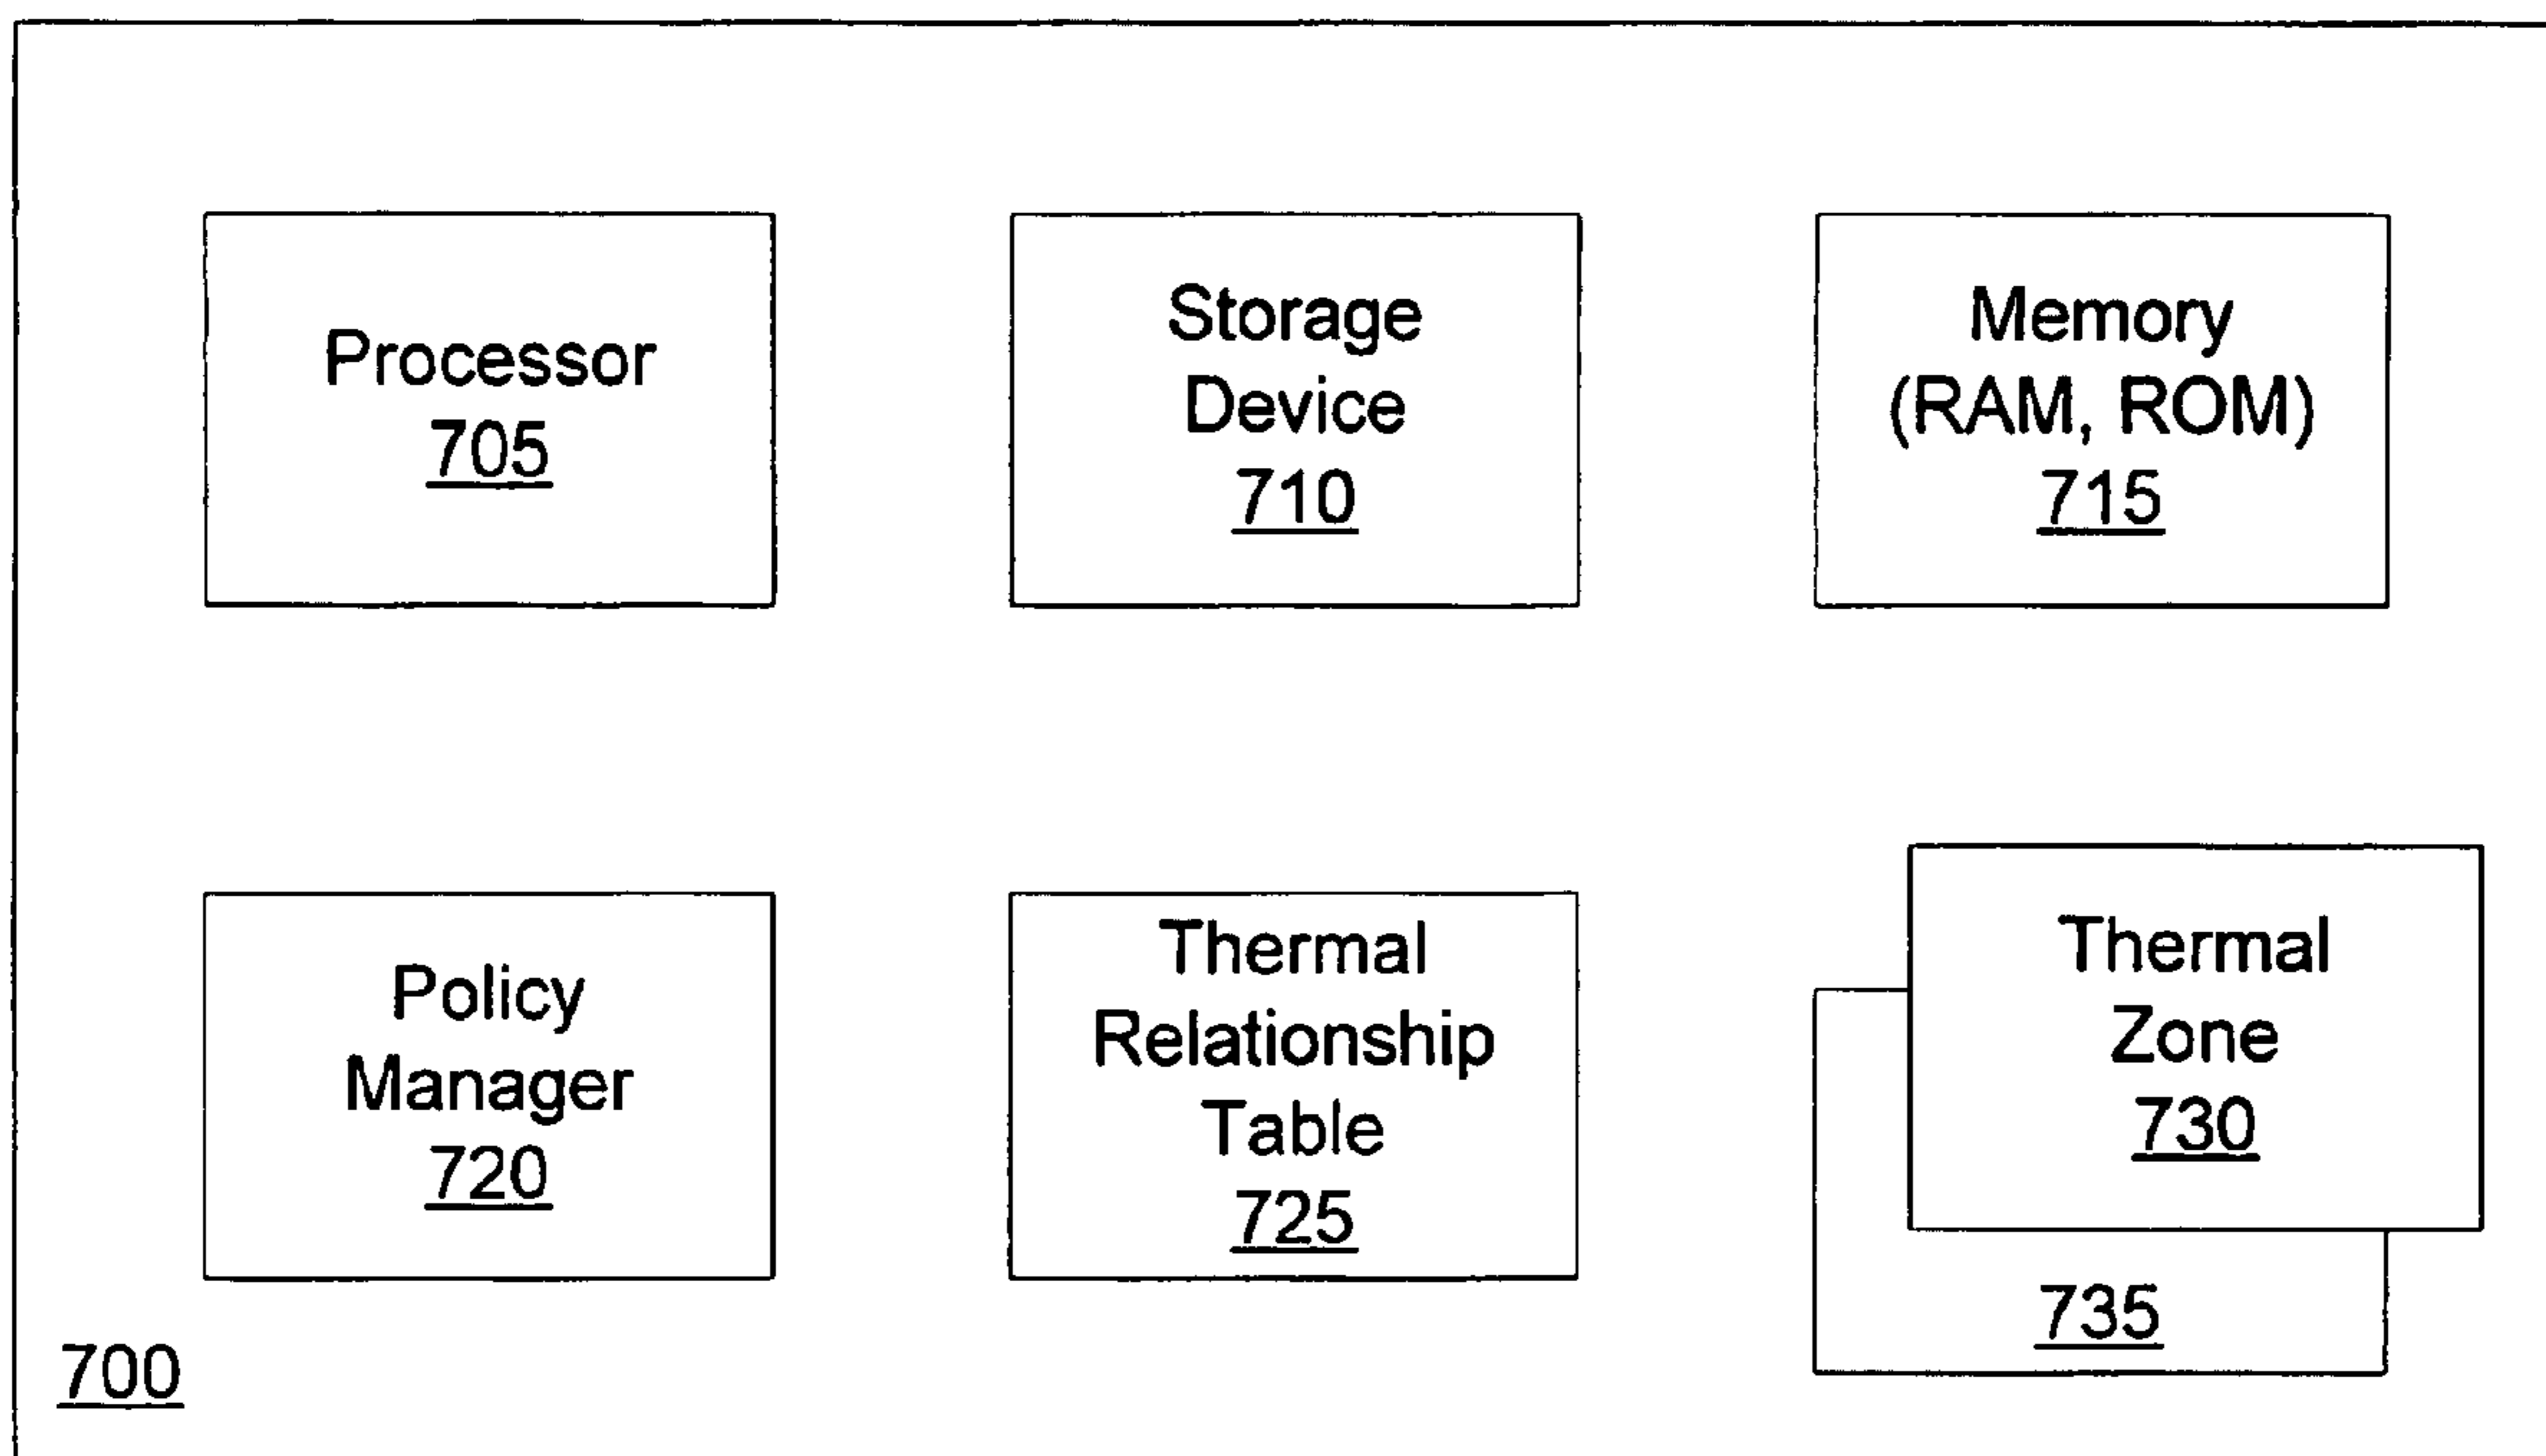 Processor
705
Storage
Device
710
Memory
(RAM, ROM)
715
Policy
Manager
720
Thermal
Relationship
Table
725
Thermal
Zone
730
735
700